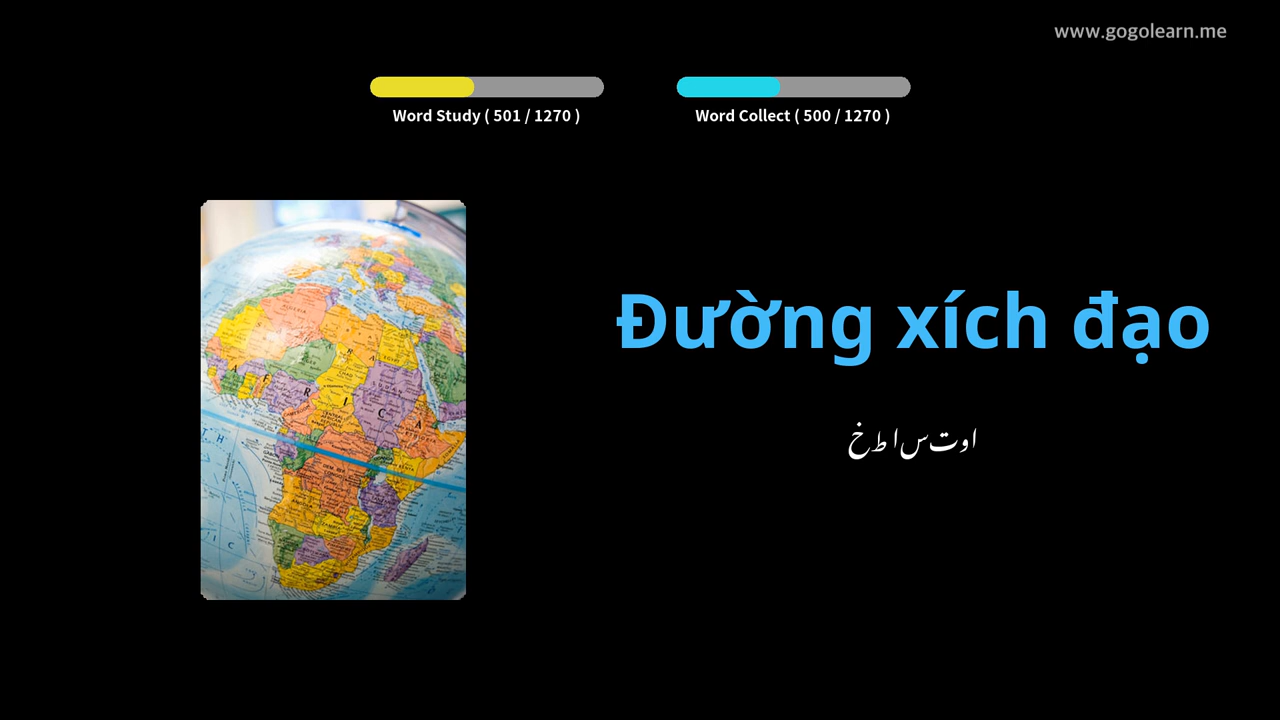 www.gogolearn.me
Word Study ( 501 / 1270 )
Word Collect ( 500 / 1270 )
Đường xích đạo
اوتسا طخ
A F R I C A